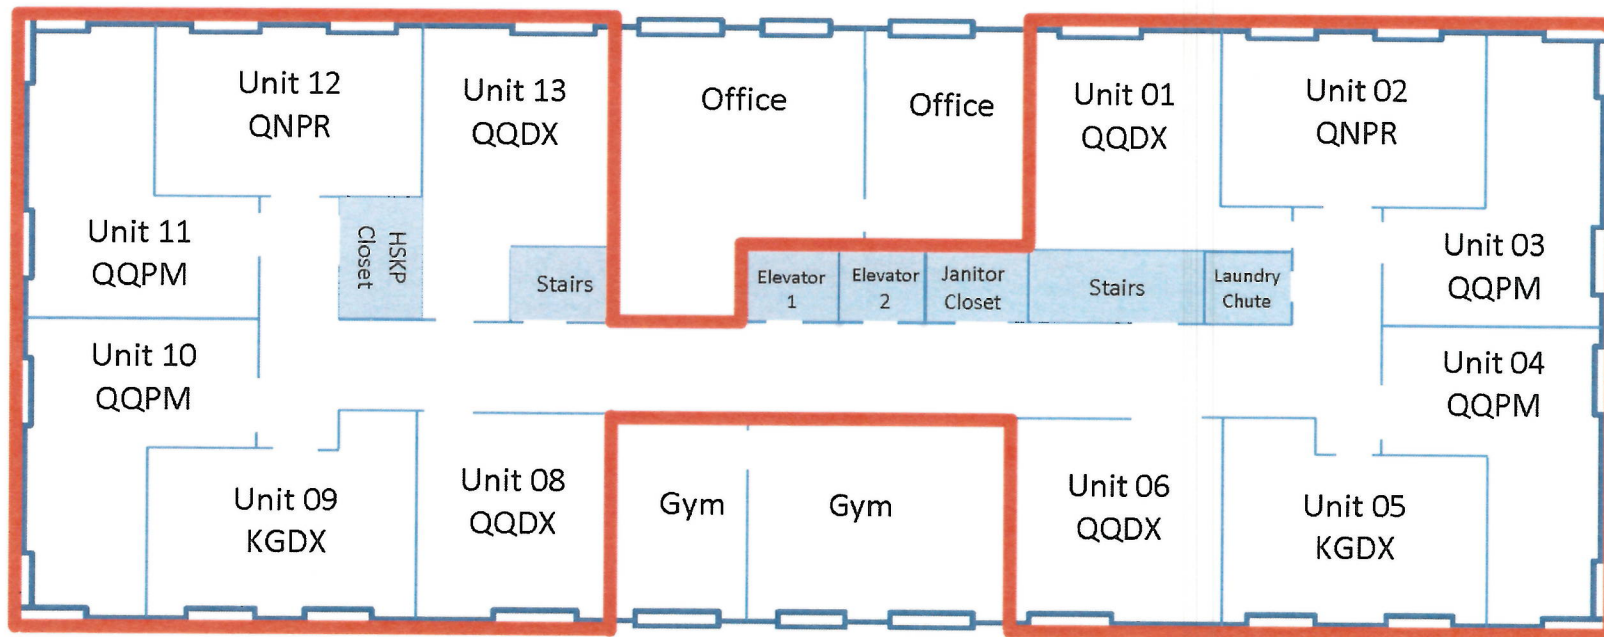 Unit 12
QNPR
Unit 13
QQDX
Office
Office
Unit 01
QQDX
Unit 02
QNPR
Unit 11
QQPM
HSKP
Closet
Stairs
Elevator
1
Elevator
2
Janitor
Closet
Stairs
Laundry
Chute
Unit 03
QQPM
Unit 10
QQPM
Unit 04
QQPM
Unit 09
KGDX
Unit 08
QQDX
Gym
Gym
Unit 06
QQDX
Unit 05
KGDX